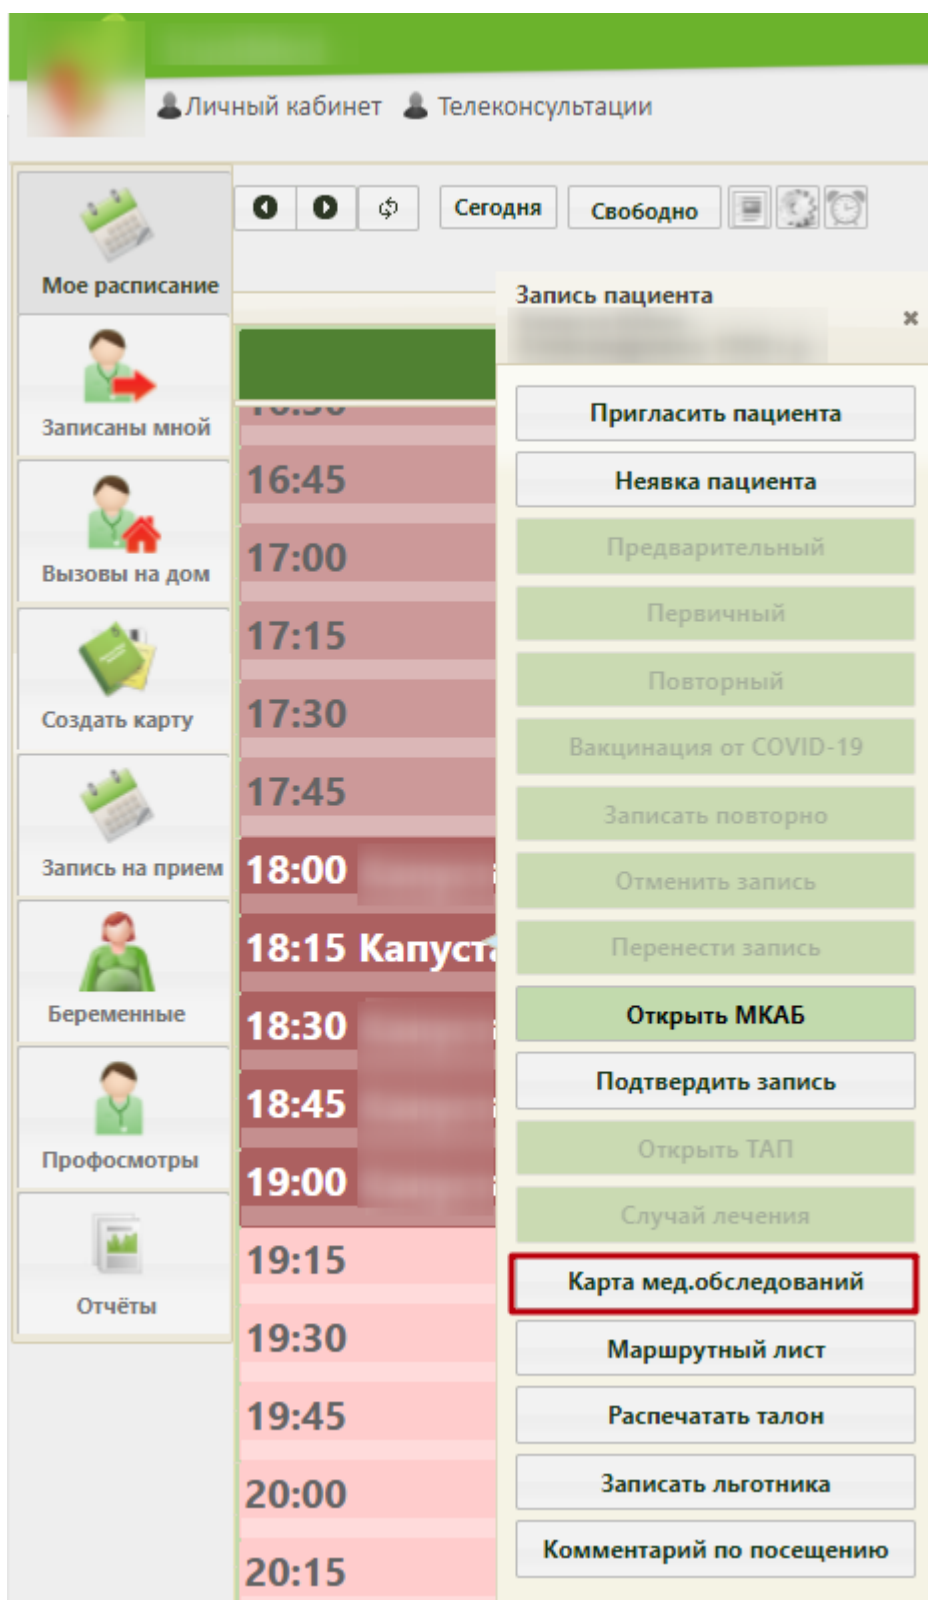 Личный кабинет Телеконсультации
Сегодня Свободно
Мое расписание
Записаны мной
Вызовы на дом
Создать карту
Запись на прием
Беременные
Профосмотры
Отчёты
16:45
17:00
17:15
17:30
17:45
18:00
18:15
18:30
18:45
19:00
19:15
19:30
19:45
20:00
20:15
Запись пациента
Пригласить пациента
Неявка пациента
Предварительный
Первичный
Повторный
Вакцинация от COVID-19
Записать повторно
Отменить запись
Перенести запись
Открыть МКАБ
Подтвердить запись
Открыть ТАП
Случай лечения
Карта мед.обследований
Маршрутный лист
Распечатать талон
Записать льготника
Комментарий по посещению